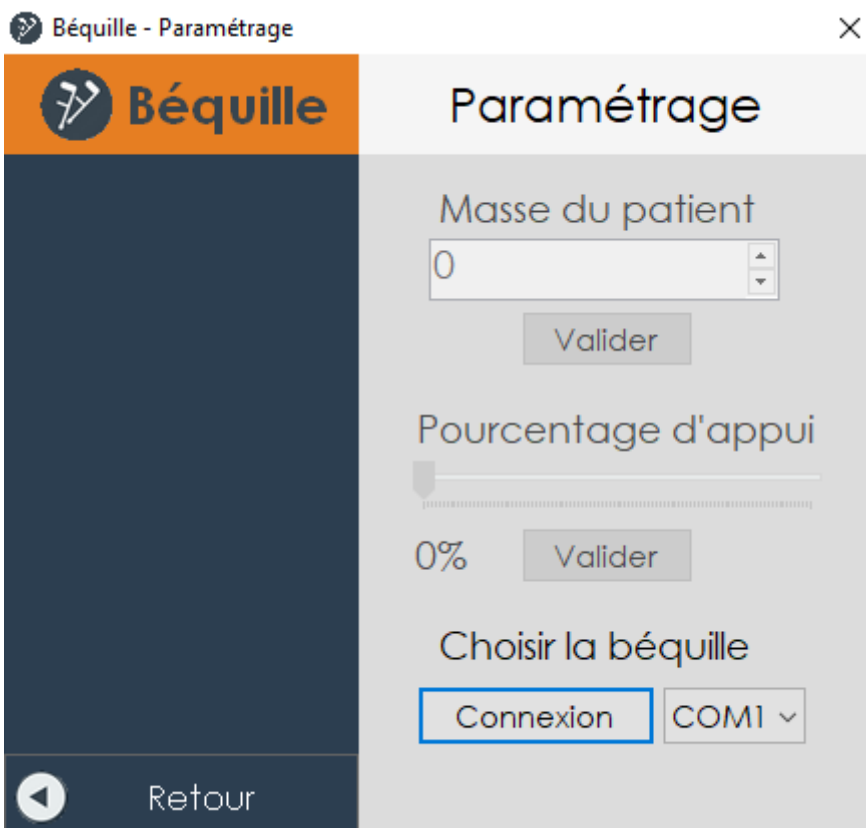 Béquille - Paramétrage
Béquille
Paramétrage
Masse du patient
0
Valider
Pourcentage d'appui
0%
Valider
Choisir la béquille
Connexion
COM1
Retour